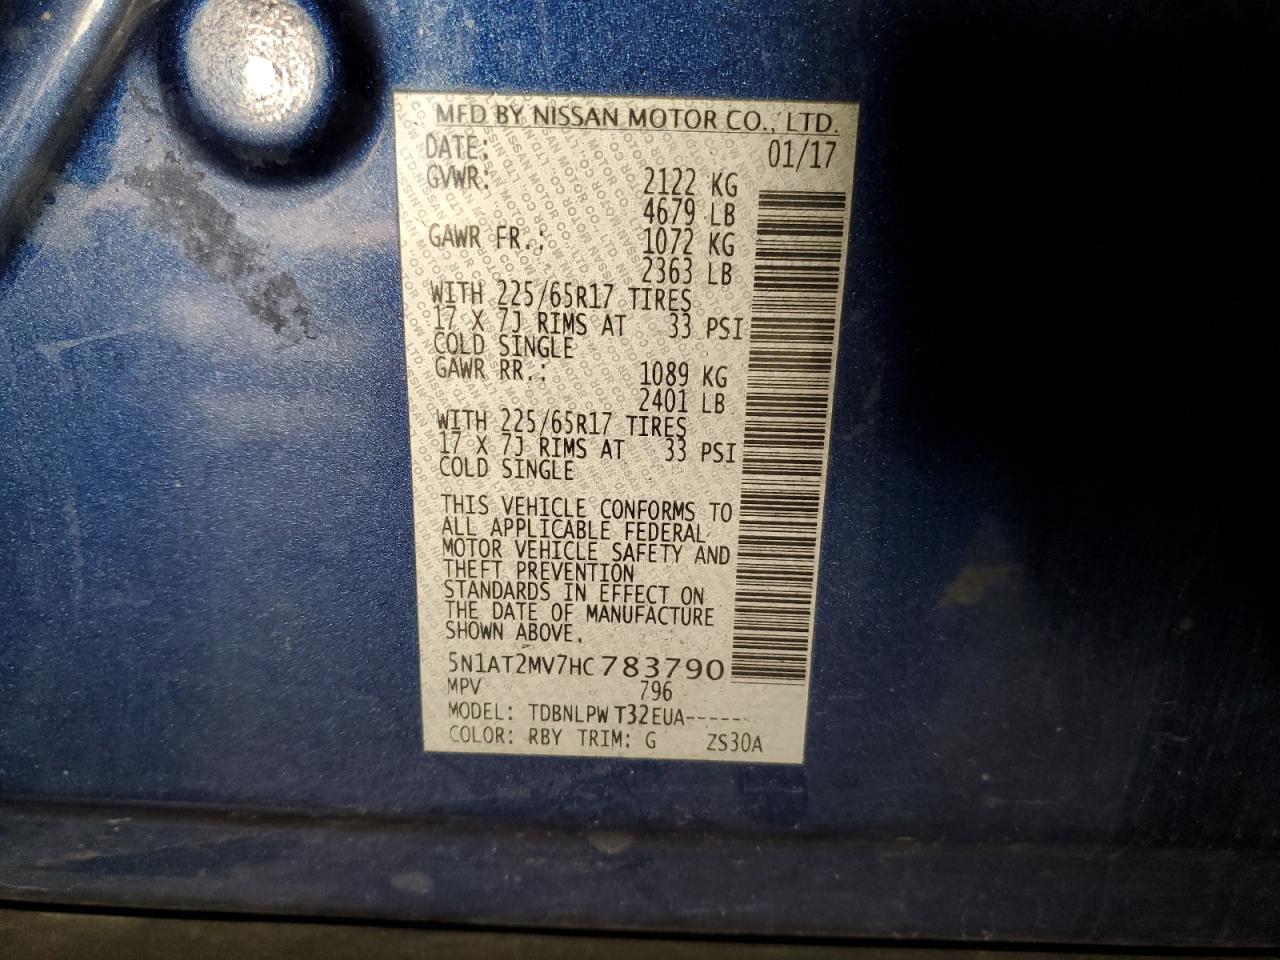 MFD BY NISSAN MOTOR CO., LTD.
DATE: 01/17
GVWR: 2122 KG
4679 LB
GAWR FR.: 1072 KG
2363 LB
WITH 225/65R17 TIRES
17 X 7J RIMS AT 33 PSI
COLD SINGLE
GAWR RR.: 1089 KG
2401 LB
WITH 225/65R17 TIRES
17 X 7J RIMS AT 33 PSI
COLD SINGLE
THIS VEHICLE CONFORMS TO
ALL APPLICABLE FEDERAL
MOTOR VEHICLE SAFETY AND
THEFT PREVENTION
STANDARDS IN EFFECT ON
THE DATE OF MANUFACTURE
SHOWN ABOVE.
5N1AT2MV7HC783790
MPV 796
MODEL: TDBNLPW T32EUA------
COLOR: RBY TRIM: G ZS30A